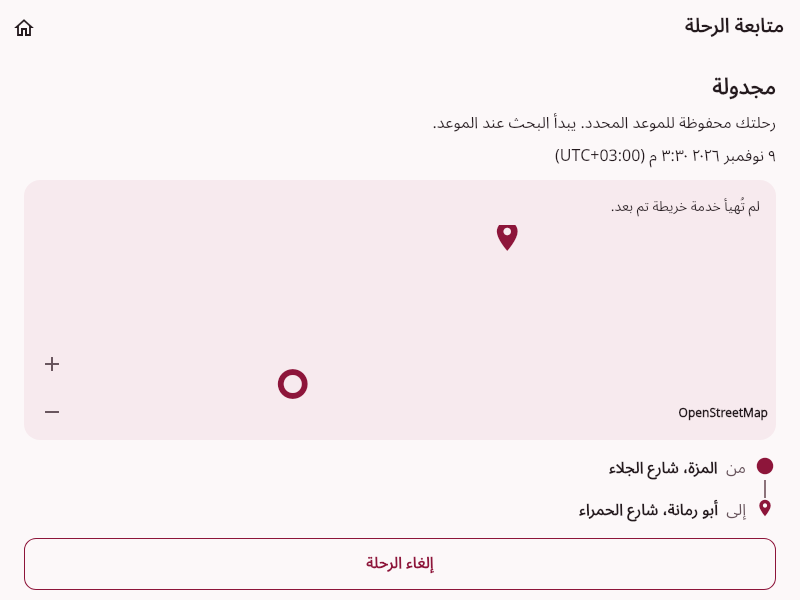 متابعة الرحلة
مجدولة
رحلتك محفوظة للموعد المحدد. يبدأ البحث عند الموعد.
٩ نوفمبر ٢٠٢٦ ٣:٣٠ م (UTC+03:00)
لم تُهيأ خدمة خريطة تم بعد.
OpenStreetMap
من المزة، شارع الجلاء
إلى أبو رمانة، شارع الحمراء
إلغاء الرحلة